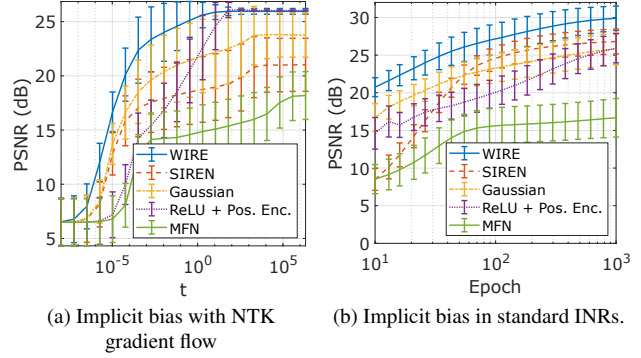 25
20
15
10
5
PSNR (dB)
WIRE
SIREN
Gaussian
ReLU + Pos. Enc.
MFN
10^-5
10^0
10^5
t
(a) Implicit bias with NTK
gradient flow
30
25
20
15
10
5
0
PSNR (dB)
WIRE
SIREN
Gaussian
ReLU + Pos. Enc.
MFN
10^1
10^2
10^3
Epoch
(b) Implicit bias in standard INRs.